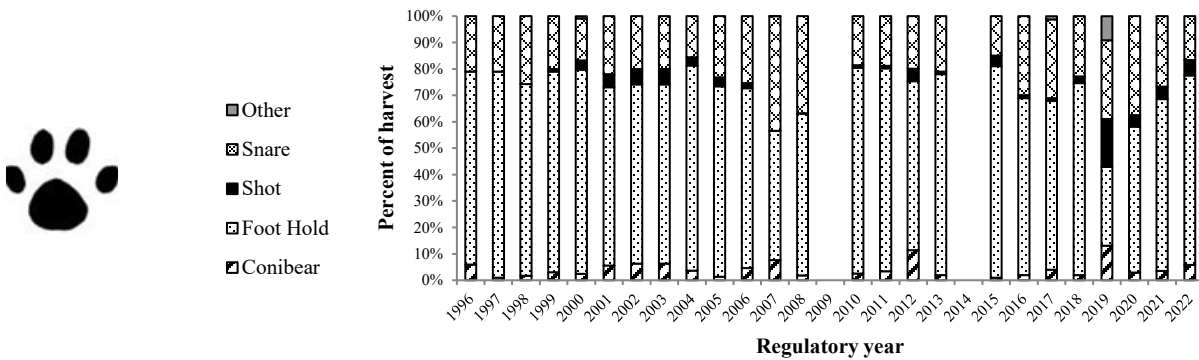 Other
Snare
Shot
Foot Hold
Conibear
Percent of harvest
100%
90%
80%
70%
60%
50%
40%
30%
20%
10%
0%
1996 1997 1998 1999 2000 2001 2002 2003 2004 2005 2006 2007 2008 2009 2010 2011 2012 2013 2014 2015 2016 2017 2018 2019 2020 2021 2022
Regulatory year